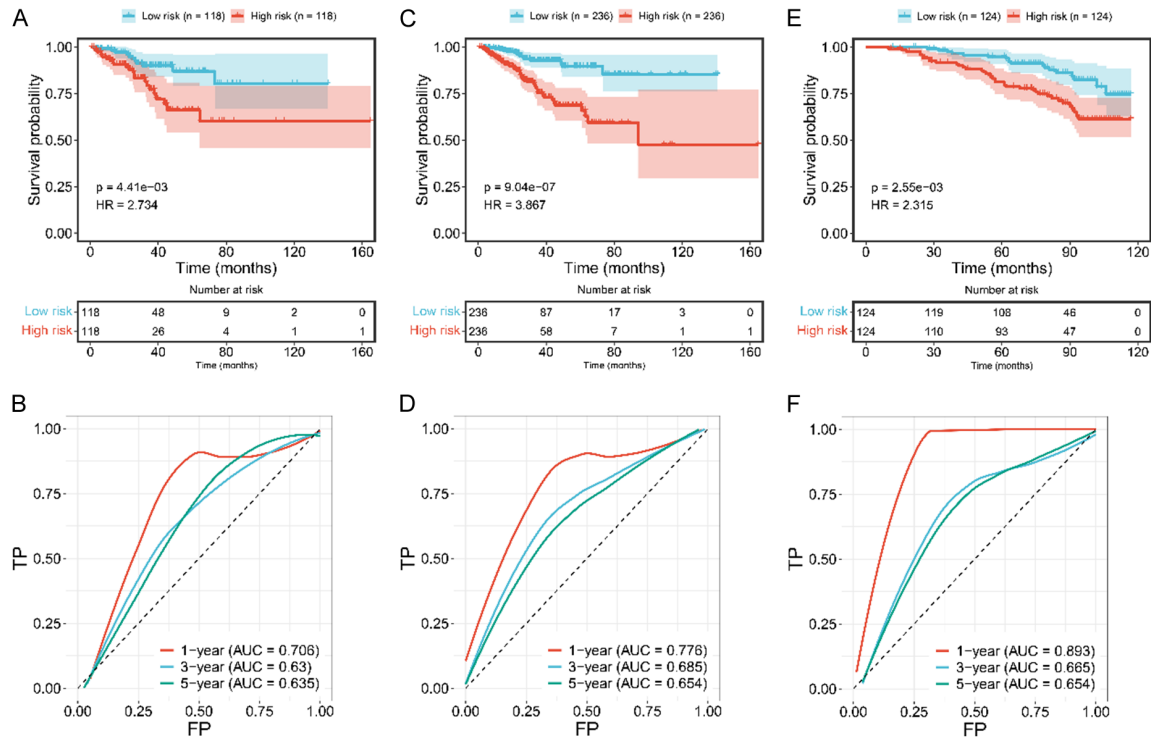 A
Low risk (n = 118) High risk (n = 118)
Survival probability
1.00
0.75
0.50
0.25
0.00
p = 4.41e−03
HR = 2.734
0 40 80 120 160
Time (months)
Number at risk
Low risk 118 48 9 2 0
High risk 118 26 4 1 1
0 40 80 120 160
Time (months)
C
Low risk (n = 236) High risk (n = 236)
Survival probability
1.00
0.75
0.50
0.25
0.00
p = 9.04e−07
HR = 3.867
0 40 80 120 160
Time (months)
Number at risk
Low risk 236 87 17 3 0
High risk 236 58 7 1 1
0 40 80 120 160
Time (months)
E
Low risk (n = 124) High risk (n = 124)
Survival probability
1.00
0.75
0.50
0.25
0.00
p = 2.55e−03
HR = 2.315
0 30 60 90 120
Time (months)
Number at risk
Low risk 124 119 108 46 0
High risk 124 110 93 47 0
0 30 60 90 120
Time (months)
B
TP
1.00
0.75
0.50
0.25
0.00
1-year (AUC = 0.706)
3-year (AUC = 0.63)
5-year (AUC = 0.635)
0.00 0.25 0.50 0.75 1.00
FP
D
TP
1.00
0.75
0.50
0.25
0.00
1-year (AUC = 0.776)
3-year (AUC = 0.685)
5-year (AUC = 0.654)
0.00 0.25 0.50 0.75 1.00
FP
F
TP
1.00
0.75
0.50
0.25
0.00
1-year (AUC = 0.893)
3-year (AUC = 0.665)
5-year (AUC = 0.654)
0.00 0.25 0.50 0.75 1.00
FP